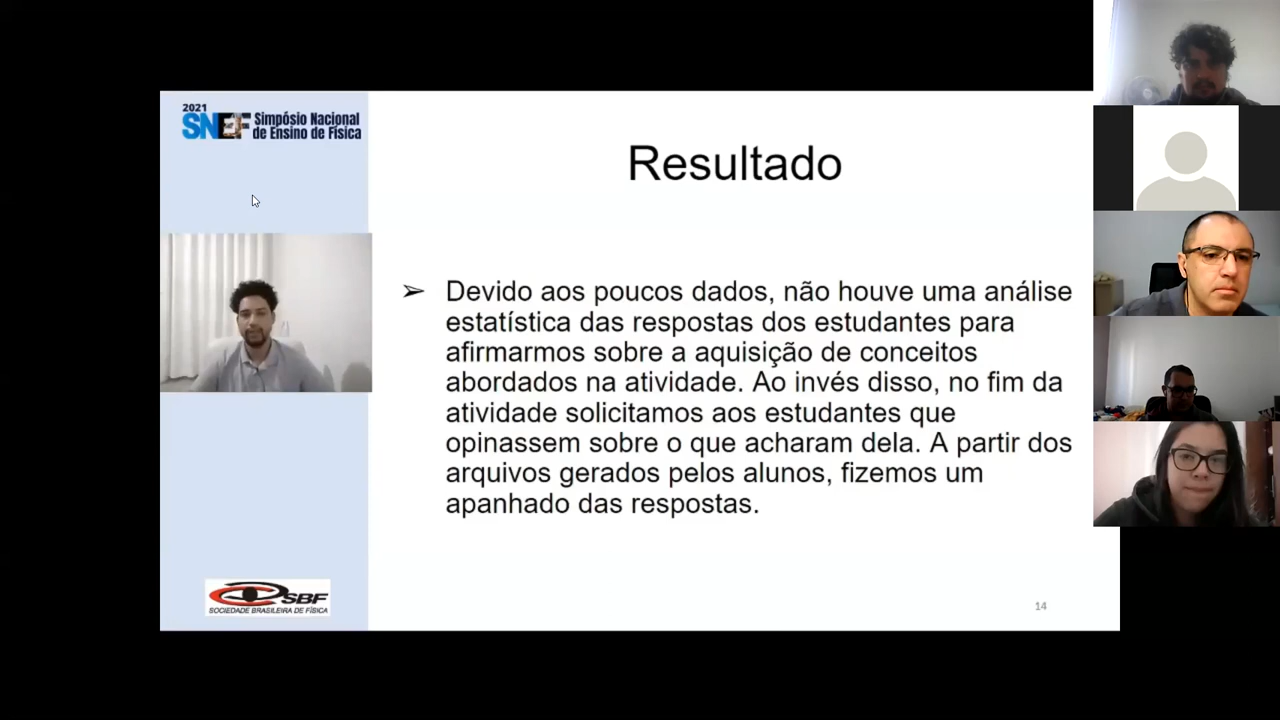 2021
SNEF Simpósio Nacional
de Ensino de Física
Resultado
➢ Devido aos poucos dados, não houve uma análise
estatística das respostas dos estudantes para
afirmarmos sobre a aquisição de conceitos
abordados na atividade. Ao invés disso, no fim da
atividade solicitamos aos estudantes que
opinassem sobre o que acharam dela. A partir dos
arquivos gerados pelos alunos, fizemos um
apanhado das respostas.
SBF
SOCIEDADE BRASILEIRA DE FÍSICA
14